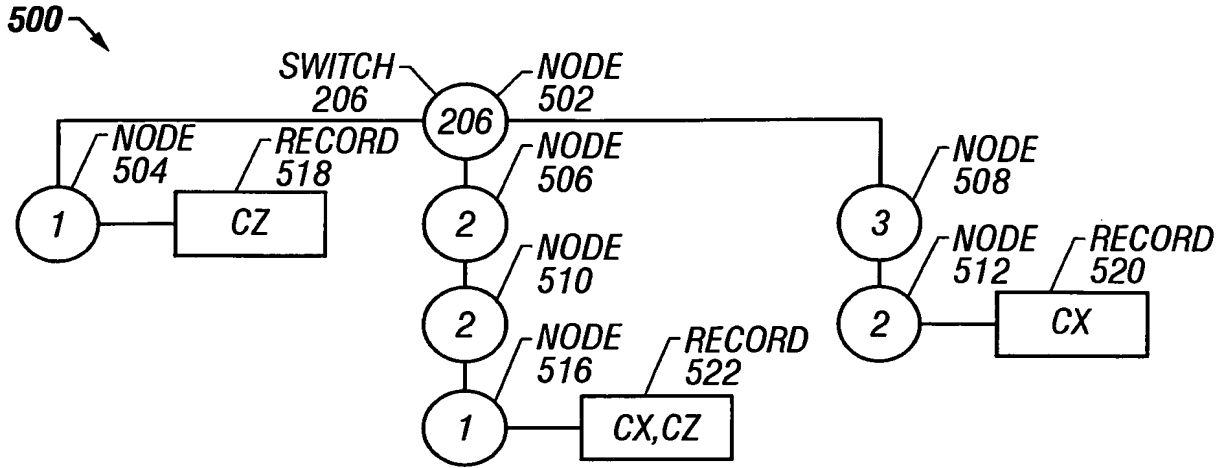 500
SWITCH
206
206
NODE
502
NODE
504
RECORD
518
1
CZ
NODE
506
2
NODE
508
3
NODE
510
2
NODE
512
2
RECORD
520
CX
NODE
516
1
RECORD
522
CX,CZ